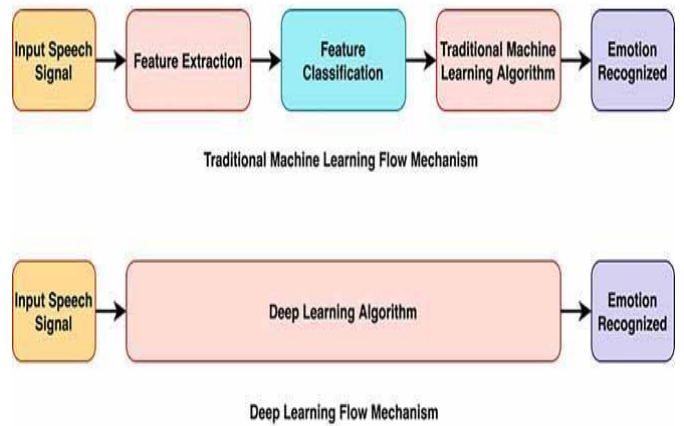 Input Speech
Signal
Feature Extraction
Feature
Classification
Traditional Machine
Learning Algorithm
Emotion
Recognized
Traditional Machine Learning Flow Mechanism
Input Speech
Signal
Deep Learning Algorithm
Emotion
Recognized
Deep Learning Flow Mechanism